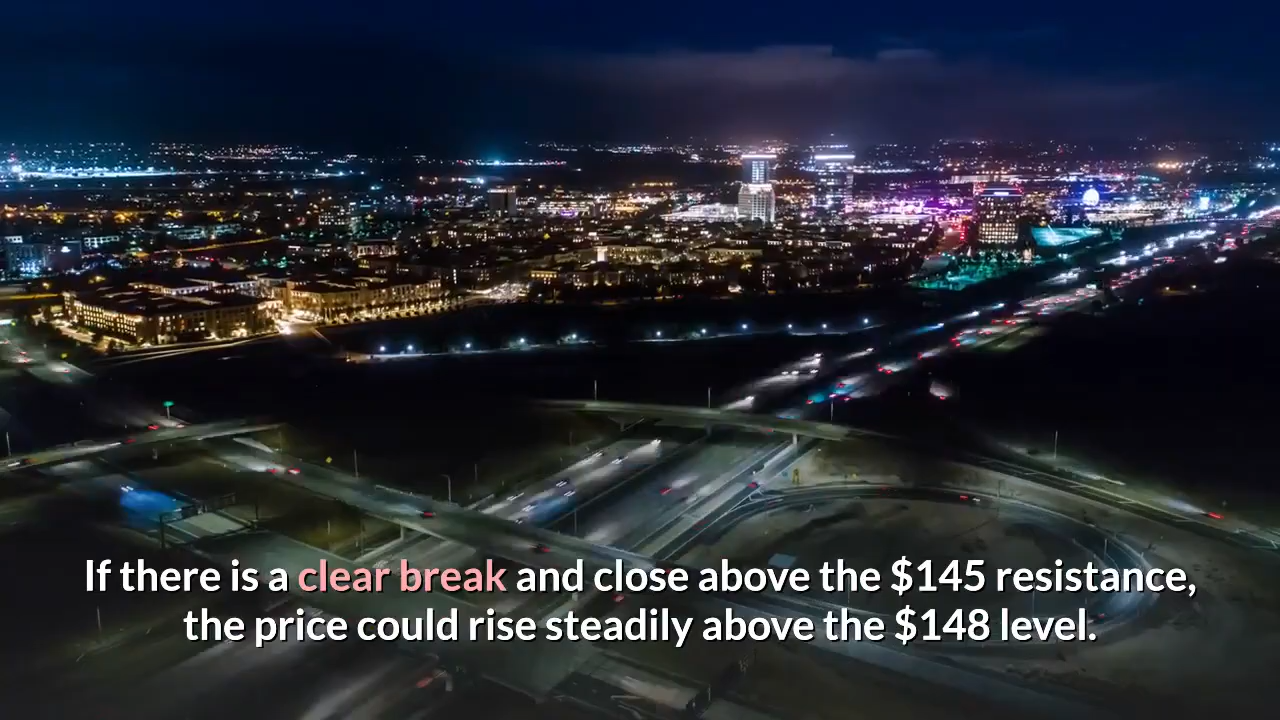 If there is a clear break and close above the $145 resistance,
the price could rise steadily above the $148 level.